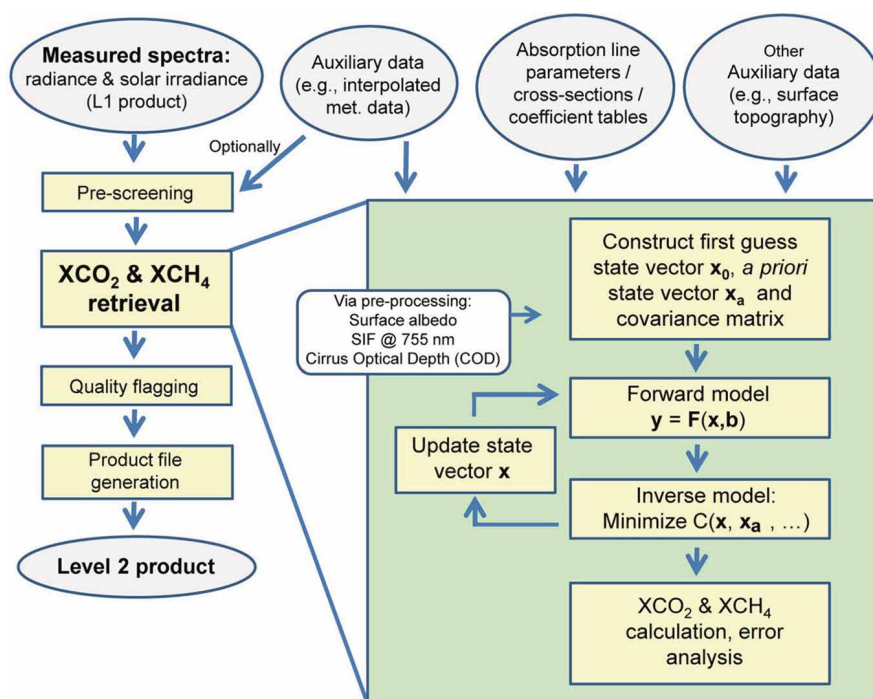 Measured spectra:
radiance & solar irradiance
(L1 product)
Auxiliary data
(e.g., interpolated
met. data)
Absorption line
parameters /
cross-sections /
coefficient tables
Other
Auxiliary data
(e.g., surface
topography)
Optionally
Pre-screening
XCO₂ & XCH₄
retrieval
Quality flagging
Product file
generation
Level 2 product
Construct first guess
state vector x₀, a priori
state vector xₐ and
covariance matrix
Via pre-processing:
Surface albedo
SIF @ 755 nm
Cirrus Optical Depth (COD)
Forward model
y = F(x,b)
Update state
vector x
Inverse model:
Minimize C(x, xₐ , …)
XCO₂ & XCH₄
calculation, error
analysis